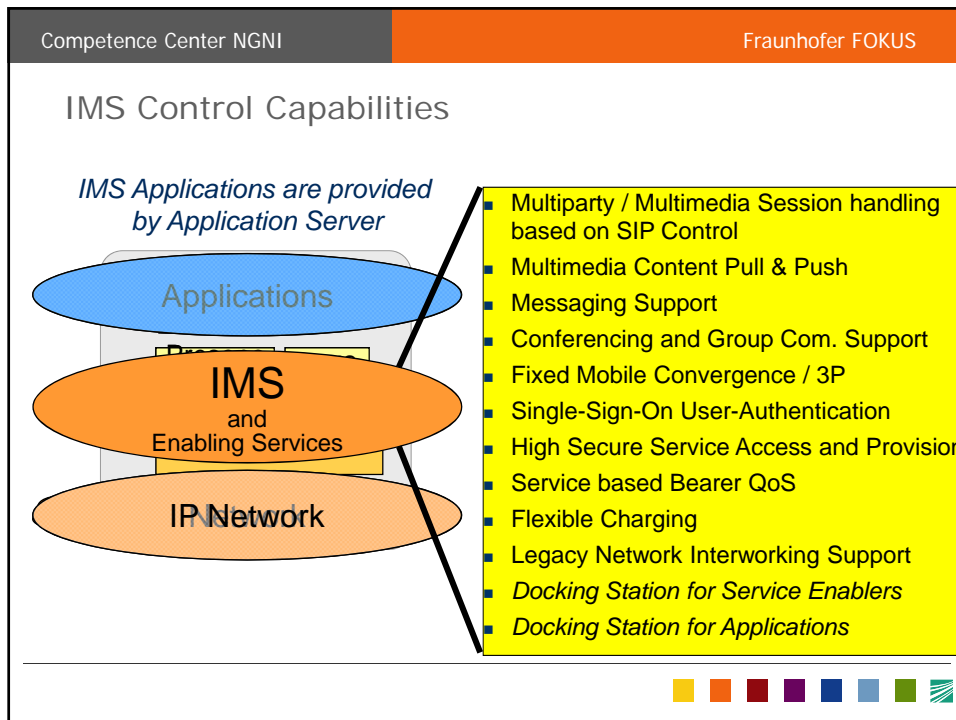 Competence Center NGNI
Fraunhofer FOKUS
IMS Control Capabilities
IMS Applications are provided
by Application Server
Applications
IMS
and
Enabling Services
IP Network
Network
Multiparty / Multimedia Session handling
based on SIP Control
Multimedia Content Pull & Push
Messaging Support
Conferencing and Group Com. Support
Fixed Mobile Convergence / 3P
Single-Sign-On User-Authentication
High Secure Service Access and Provision
Service based Bearer QoS
Flexible Charging
Legacy Network Interworking Support
Docking Station for Service Enablers
Docking Station for Applications